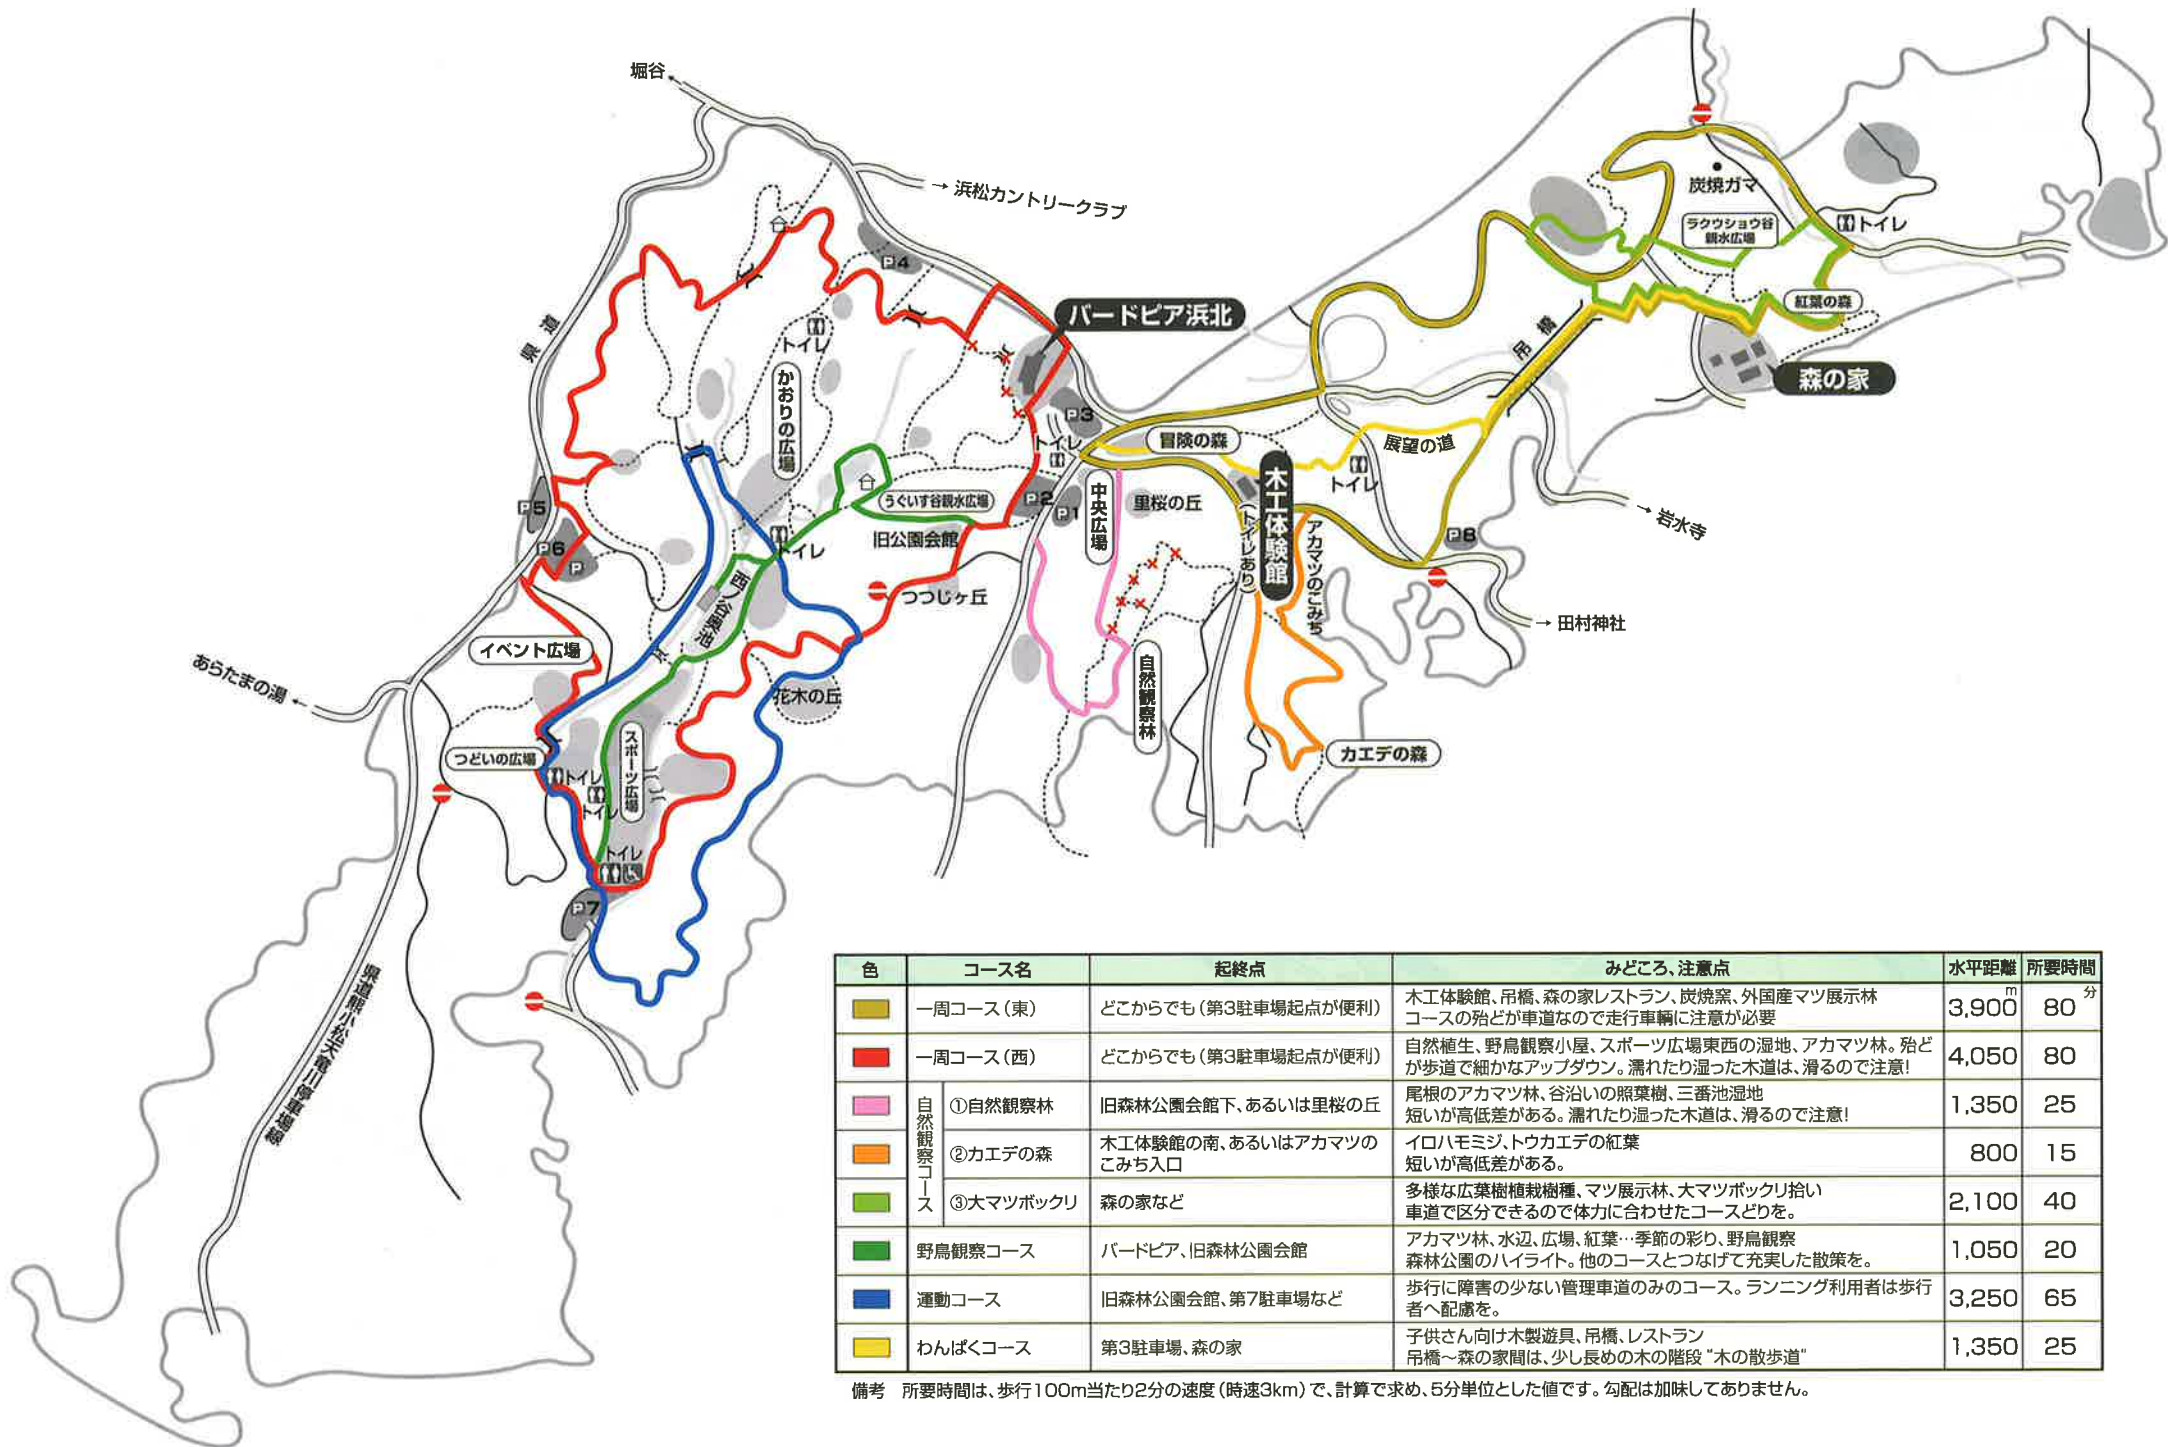 堀谷
→ 浜松カントリークラブ
炭焼ガマ
ラクウショウ谷
親水広場
トイレ
P4
県道
バードピア浜北
吊橋
紅葉の森
森の家
トイレ
かおりの広場
P3
トイレ
冒険の森
展望の道
トイレ
P5
うぐいす谷親水広場
P2
P1
中央広場
里桜の丘
木工体験館
(トイレあり)
アカマツのこみち
→ 岩水寺
P6
P
トイレ
旧公園会館
P8
西ノ谷奥池
つつじヶ丘
→ 田村神社
イベント広場
あらたまの湯
花木の丘
自然観察林
つどいの広場
スポーツ広場
トイレ
トイレ
カエデの森
トイレ
P7
県道熊小松天竜川停車場線
色 コース名 起終点 みどころ、注意点 水平距離 所要時間
一周コース(東) どこからでも(第3駐車場起点が便利) 木工体験館、吊橋、森の家レストラン、炭焼窯、外国産マツ展示林 3,900m 80分
コースの殆どが車道なので走行車輌に注意が必要
一周コース(西) どこからでも(第3駐車場起点が便利) 自然植生、野鳥観察小屋、スポーツ広場東西の湿地、アカマツ林。殆ど 4,050 80
が歩道で細かなアップダウン。濡れたり湿った木道は、滑るので注意!
自然観察コース
①自然観察林 旧森林公園会館下、あるいは里桜の丘 尾根のアカマツ林、谷沿いの照葉樹、三番池湿地 1,350 25
短いが高低差がある。濡れたり湿った木道は、滑るので注意!
②カエデの森 木工体験館の南、あるいはアカマツの イロハモミジ、トウカエデの紅葉 800 15
こみち入口 短いが高低差がある。
③大マツボックリ 森の家など 多様な広葉樹植栽樹種、マツ展示林、大マツボックリ拾い 2,100 40
車道で区分できるので体力に合わせたコースどりを。
野鳥観察コース バードピア、旧森林公園会館 アカマツ林、水辺、広場、紅葉…季節の彩り、野鳥観察 1,050 20
森林公園のハイライト。他のコースとつなげて充実した散策を。
運動コース 旧森林公園会館、第7駐車場など 歩行に障害の少ない管理車道のみのコース。ランニング利用者は歩行 3,250 65
者へ配慮を。
わんぱくコース 第3駐車場、森の家 子供さん向け木製遊具、吊橋、レストラン 1,350 25
吊橋〜森の家間は、少し長めの木の階段 "木の散歩道"
備考 所要時間は、歩行100m当たり2分の速度(時速3km)で、計算で求め、5分単位とした値です。勾配は加味してありません。